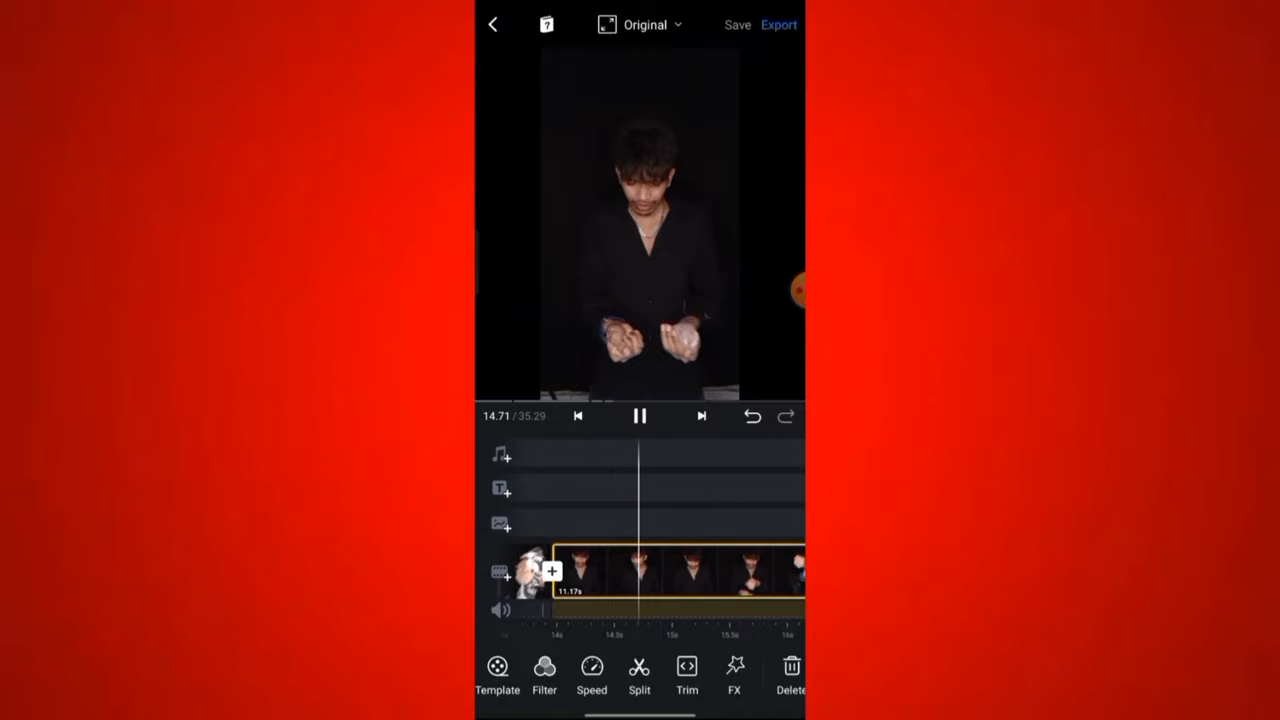 Original Save Export
14.71 / 35.29
11.17s
14s 14.5s 15s 15.5s 16s
Template Filter Speed Split Trim FX Delete